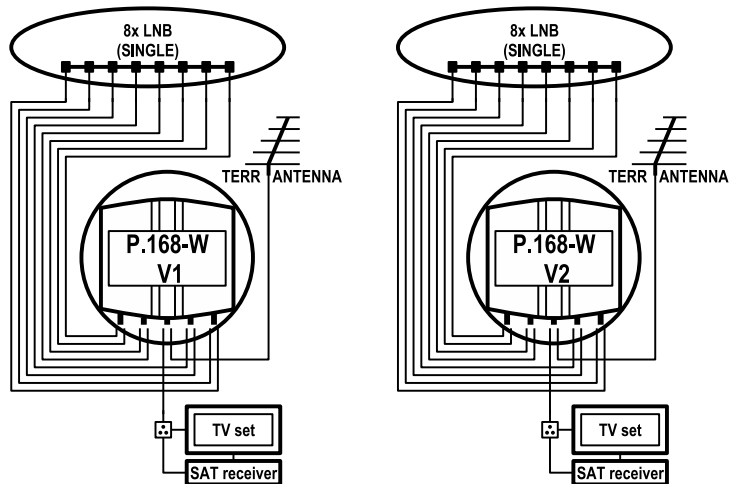 8x LNB
(SINGLE)
TERR ANTENNA
P.168-W
V1
TV set
SAT receiver
8x LNB
(SINGLE)
TERR ANTENNA
P.168-W
V2
TV set
SAT receiver